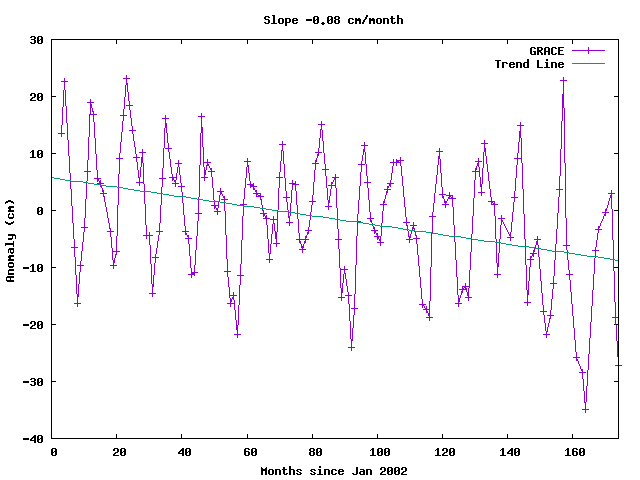 Slope -0.08 cm/month
30
GRACE
Trend Line
20
10
0
-10
-20
-30
-40
Anomaly (cm)
0 20 40 60 80 100 120 140 160
Months since Jan 2002